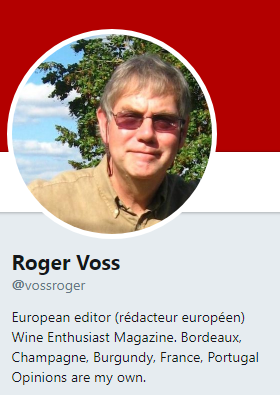 Roger Voss
@vossroger
European editor (rédacteur européen)
Wine Enthusiast Magazine. Bordeaux,
Champagne, Burgundy, France, Portugal
Opinions are my own.